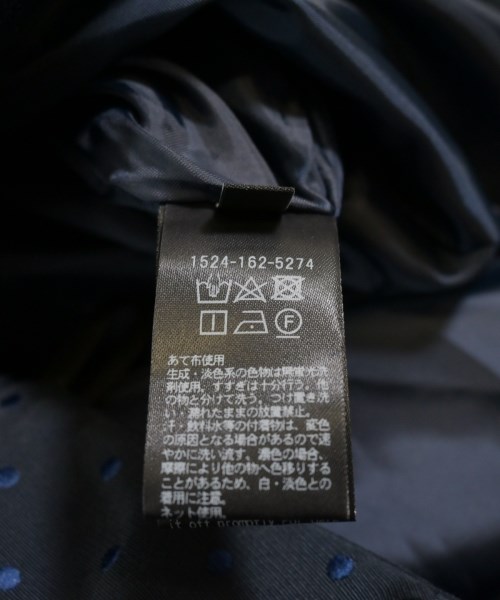 1524-162-5274
F
あて布使用
生成・淡色系の色物は無蛍光洗
剤使用。すすぎは十分行う。他
の物と分けて洗う。つけ置き洗
い・濡れたままの放置禁止。
汗・飲料水等の付着物は、変色
の原因となる場合があるので速
やかに洗い流す。濃色の場合、
摩擦により他の物へ色移りする
ことがあるため、白・淡色との
着用に注意。
ネット使用。
it off promptly